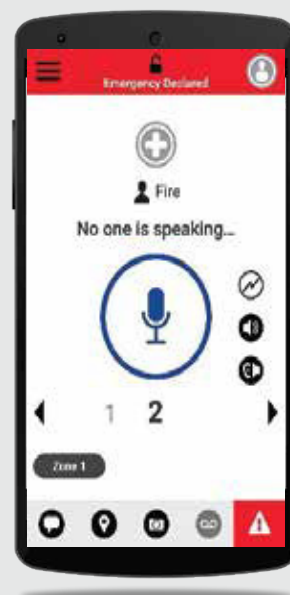 Emergency Declared
Fire
No one is speaking...
1 2
Zone 1